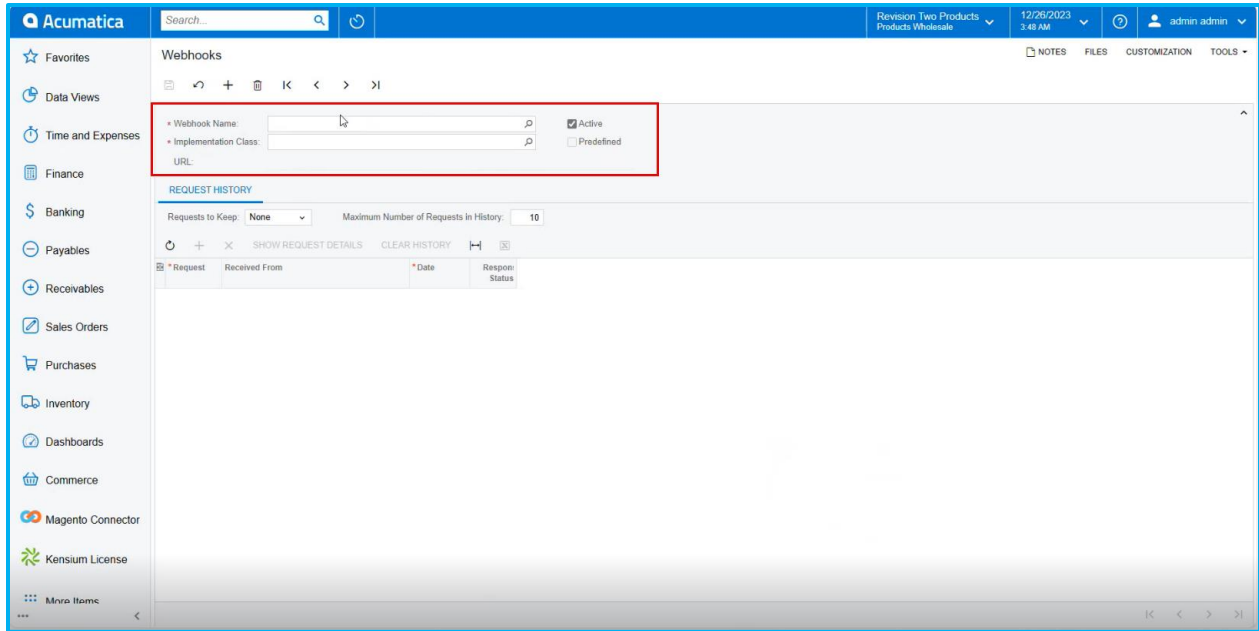 Acumatica
Search...
Revision Two Products
Products Wholesale
12/26/2023
3:48 AM
admin admin
Favorites
Data Views
Time and Expenses
Finance
Banking
Payables
Receivables
Sales Orders
Purchases
Inventory
Dashboards
Commerce
Magento Connector
Kensium License
More Items
Webhooks
NOTES FILES CUSTOMIZATION TOOLS
* Webhook Name: Active
* Implementation Class: Predefined
URL:
REQUEST HISTORY
Requests to Keep: None Maximum Number of Requests in History: 10
SHOW REQUEST DETAILS CLEAR HISTORY
* Request Received From * Date Respon
Status